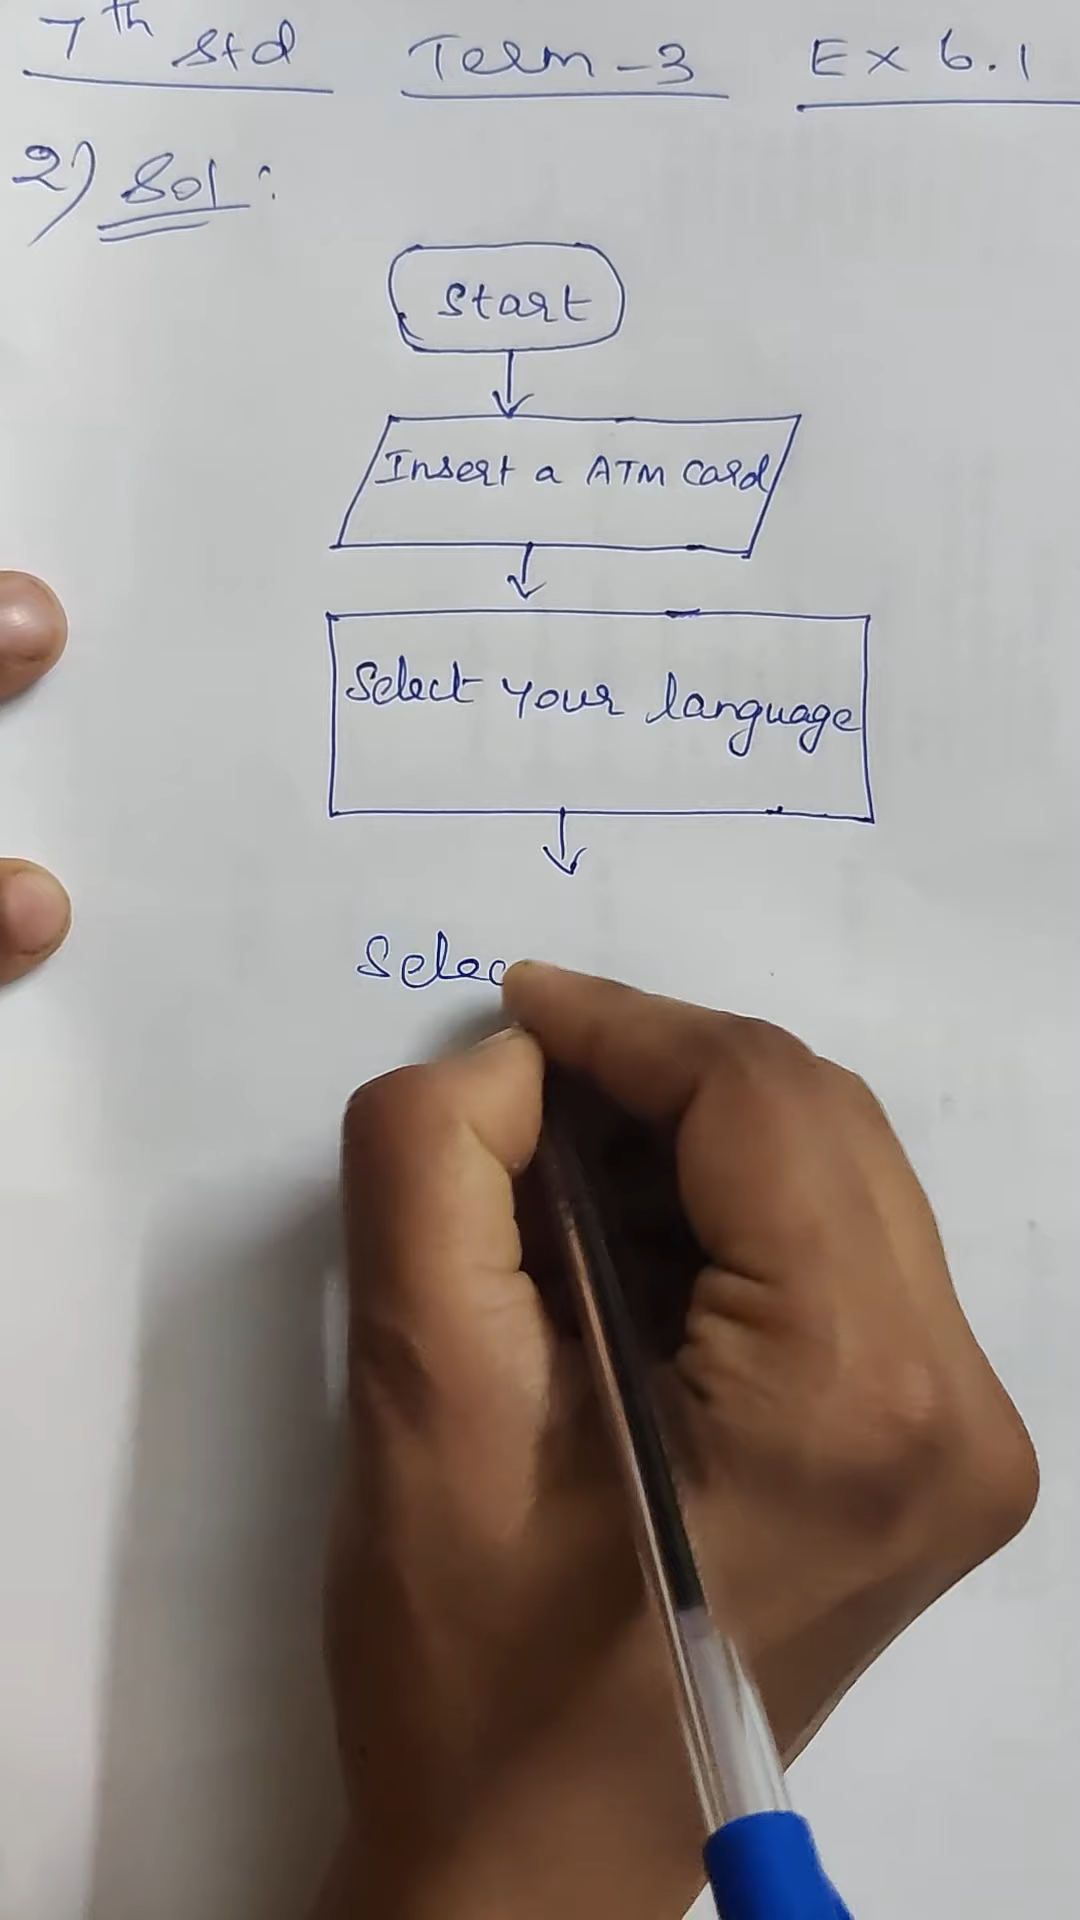 7th Std Term-3 Ex 6.1
2) Sol:
Start
Insert a ATM Card
Select your language
Selec